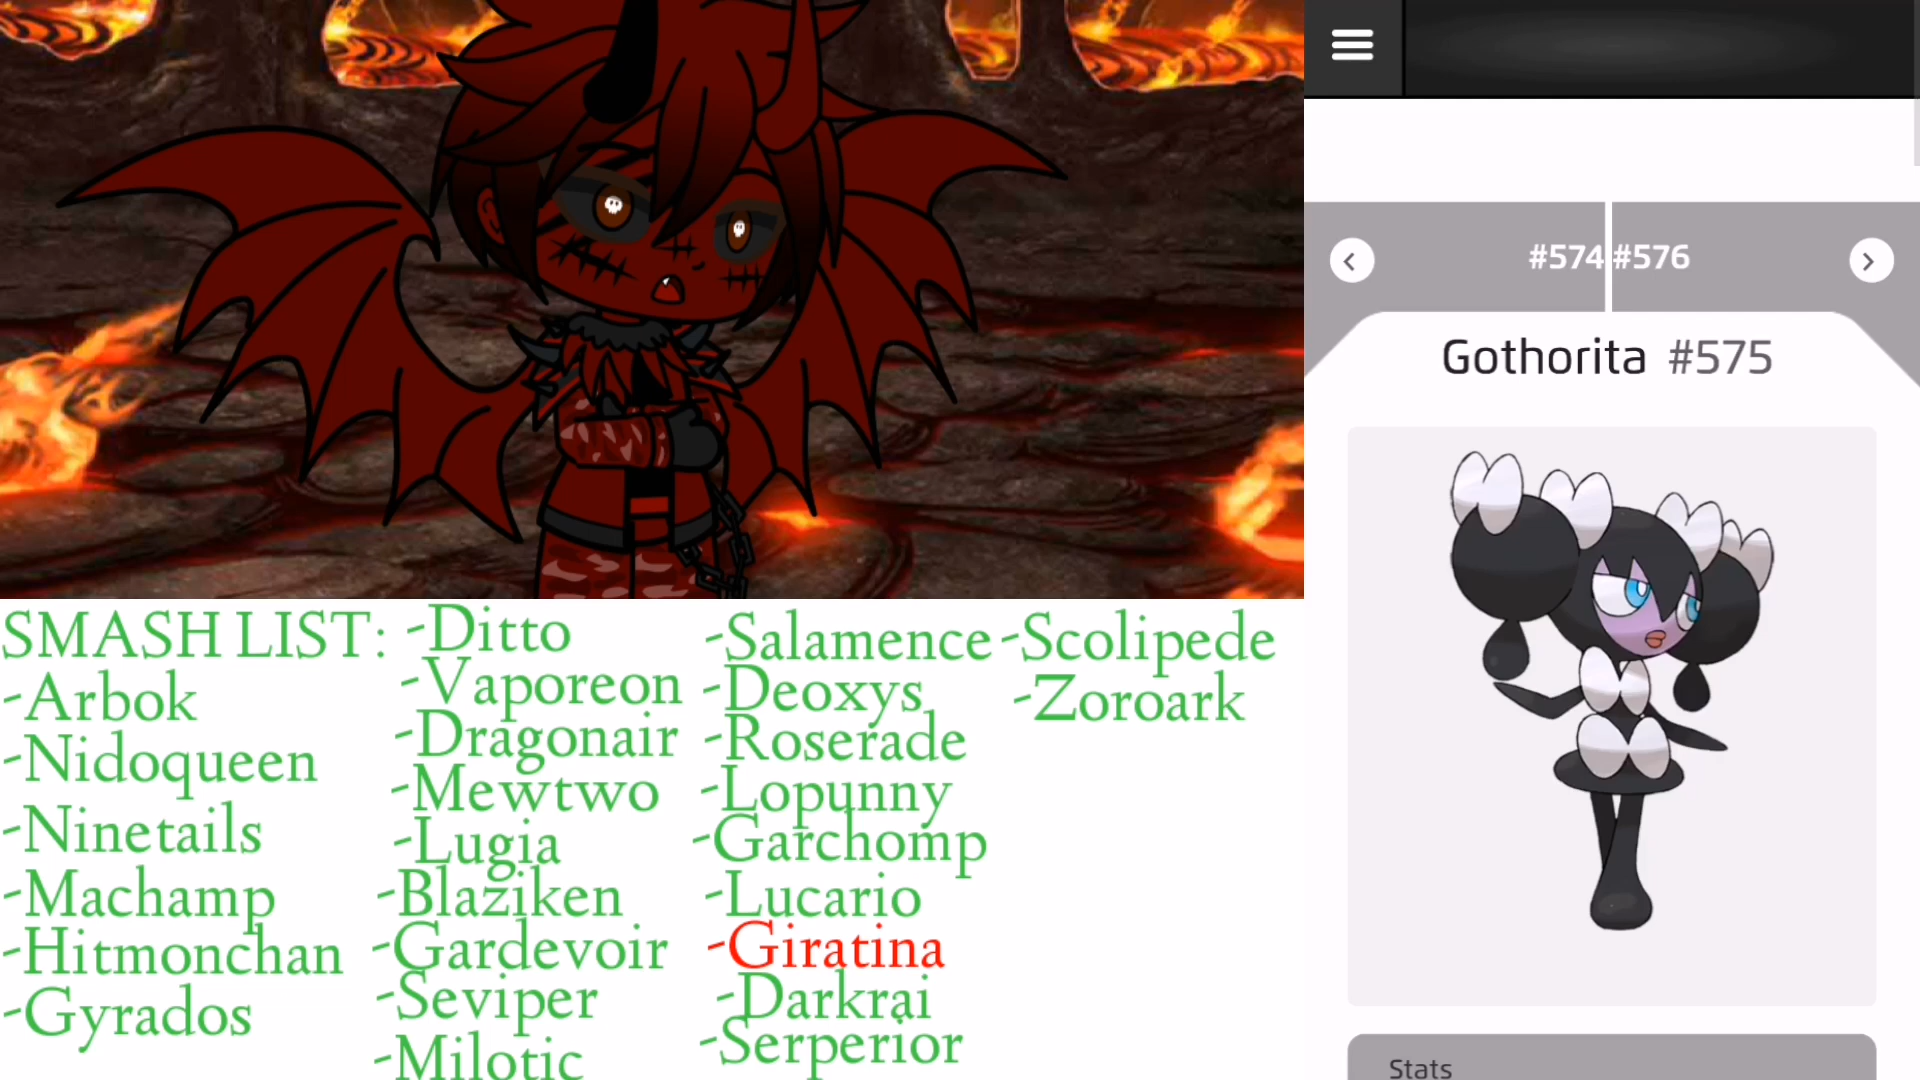 #574 #576
Gothorita #575
Stats
SMASH LIST:
-Arbok
-Nidoqueen
-Ninetails
-Machamp
-Hitmonchan
-Gyrados
-Ditto
-Vaporeon
-Dragonair
-Mewtwo
-Lugia
-Blaziken
-Gardevoir
-Seviper
-Milotic
-Salamence
-Deoxys
-Roserade
-Lopunny
-Garchomp
-Lucario
-Giratina
-Darkrai
-Serperior
-Scolipede
-Zoroark